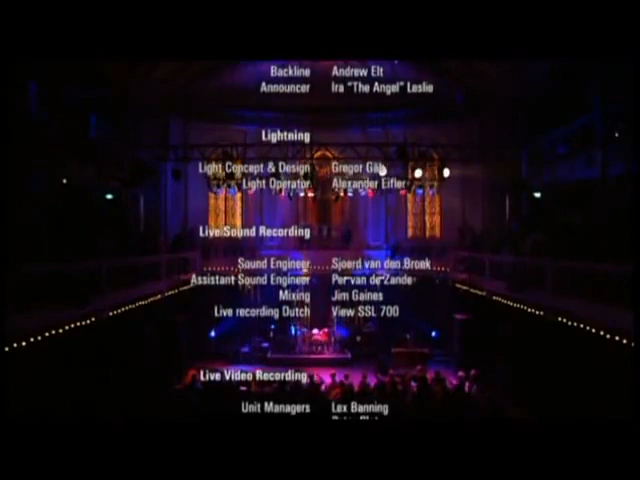 Backline Andrew Elt
Announcer Ira "The Angel" Leslie
Lightning
Light Concept & Design Gregor
Light Operator Alexander Eifler
Live Sound Recording
Sound Engineer Sjoerd van den Broek
Assistant Sound Engineer Per van de Zande
Mixing Jim Gaines
Live recording Dutch View SSL 700
Live Video Recording
Unit Managers Lex Banning